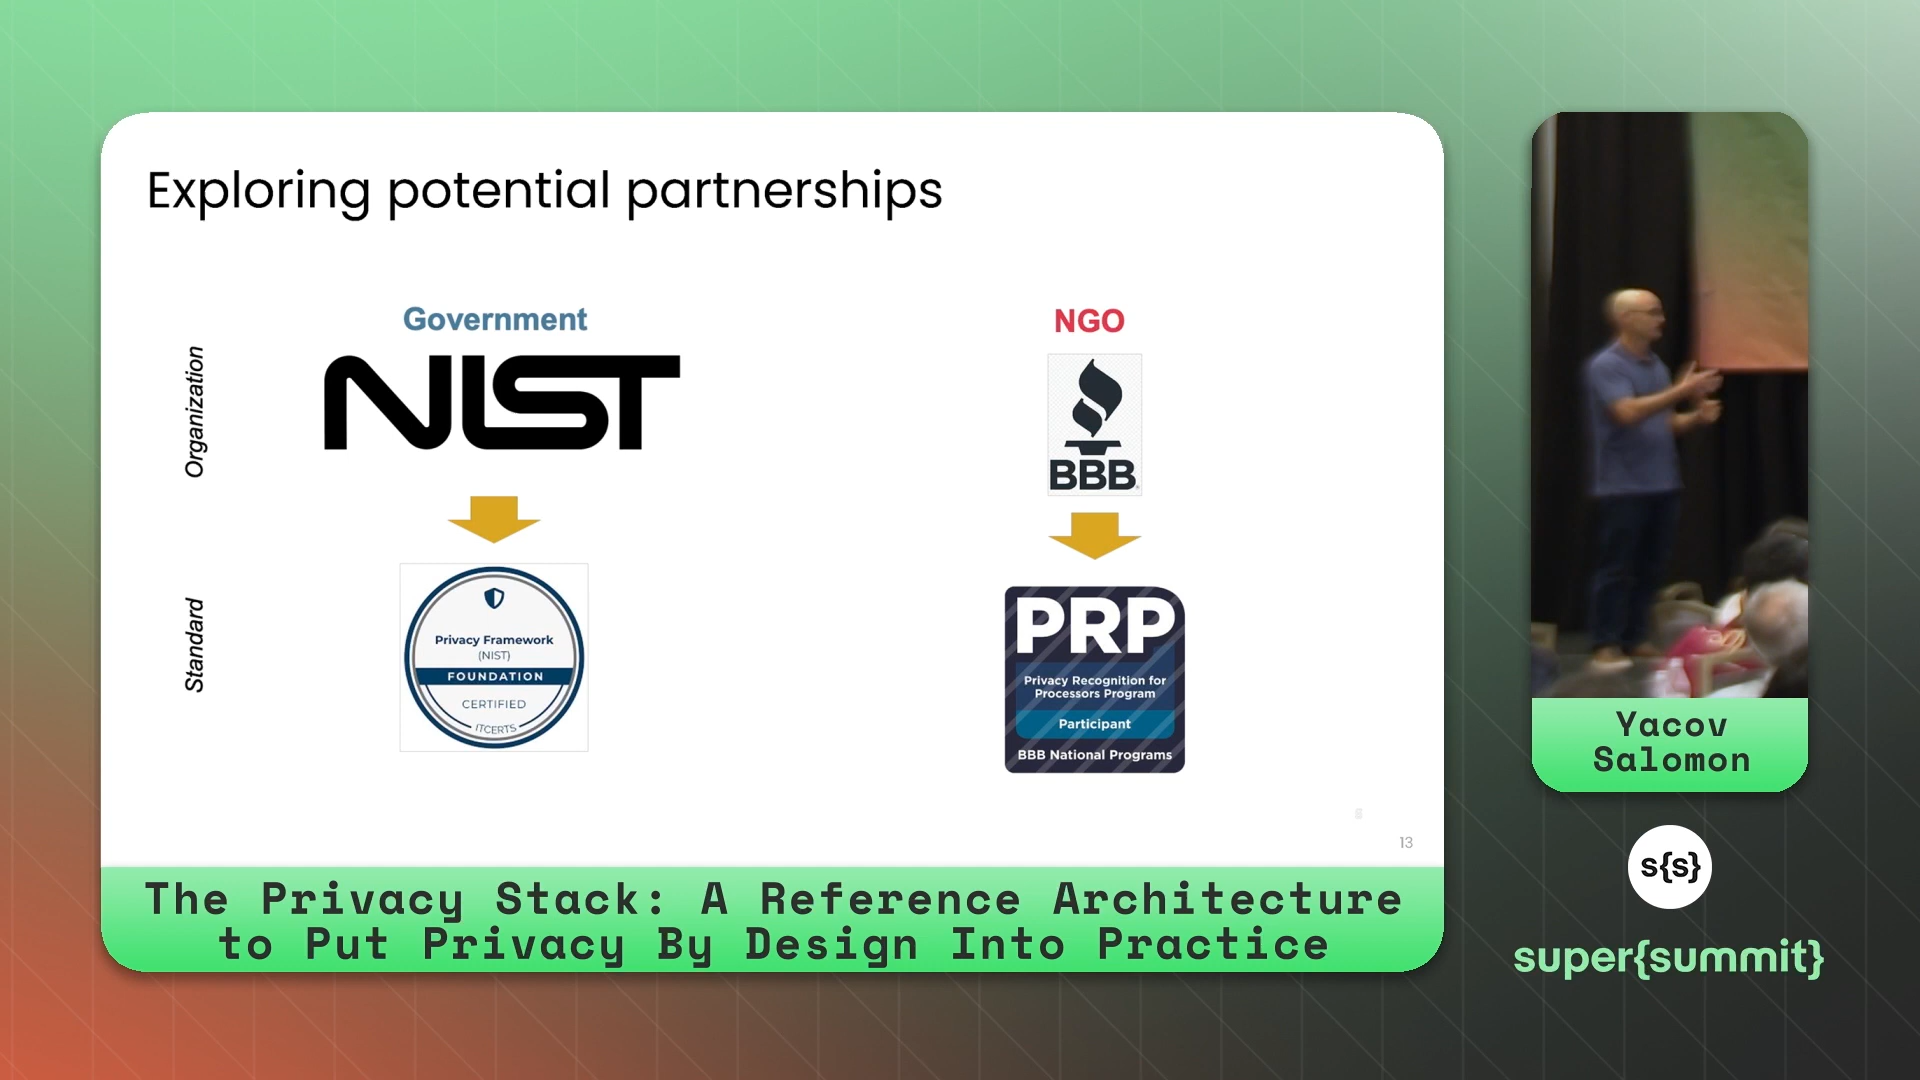 Exploring potential partnerships
Government
NGO
Organization
NIST
BBB
Standard
Privacy Framework
(NIST)
FOUNDATION
CERTIFIED
ITCERTS
PRP
Privacy Recognition for
Processors Program
Participant
BBB National Programs
13
The Privacy Stack: A Reference Architecture
to Put Privacy By Design Into Practice
Yacov
Salomon
s{s}
super{summit}